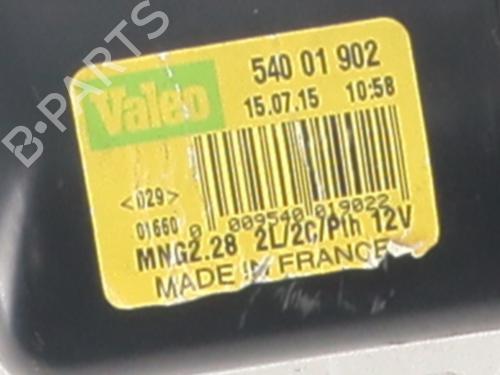 B-PARTS
Valeo
540 01 902
15.07.15 10:58
<029>
01660
0 009540 019022
MNG2.28 2L/2C/Pth 12V
MADE IN FRANCE